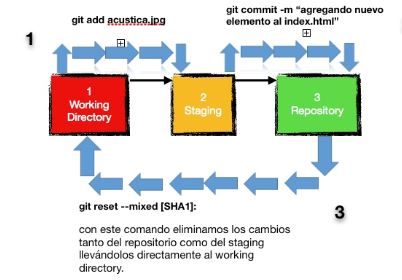 git add acustica.jpg
git commit -m “agregando nuevo
elemento al index.html”
1
1
Working
Directory
2
Staging
3
Repository
git reset --mixed [SHA1]:
3
con este comando eliminamos los cambios
tanto del repositorio como del staging
llevándolos directamente al working
directory.